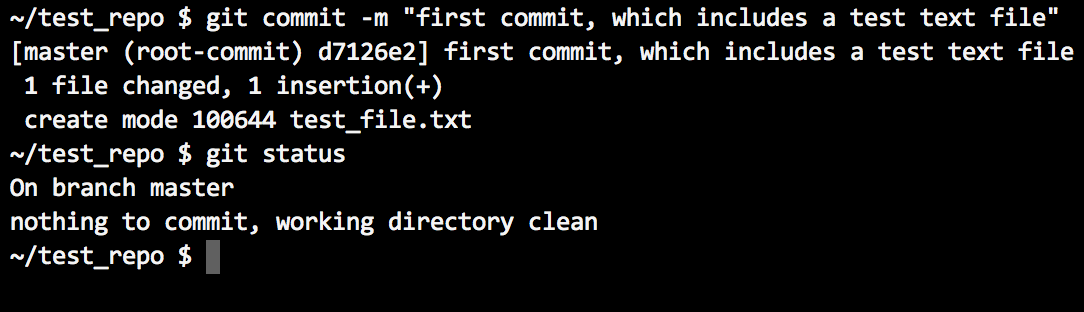 ~/test_repo $ git commit -m "first commit, which includes a test text file"
[master (root-commit) d7126e2] first commit, which includes a test text file
 1 file changed, 1 insertion(+)
 create mode 100644 test_file.txt
~/test_repo $ git status
On branch master
nothing to commit, working directory clean
~/test_repo $